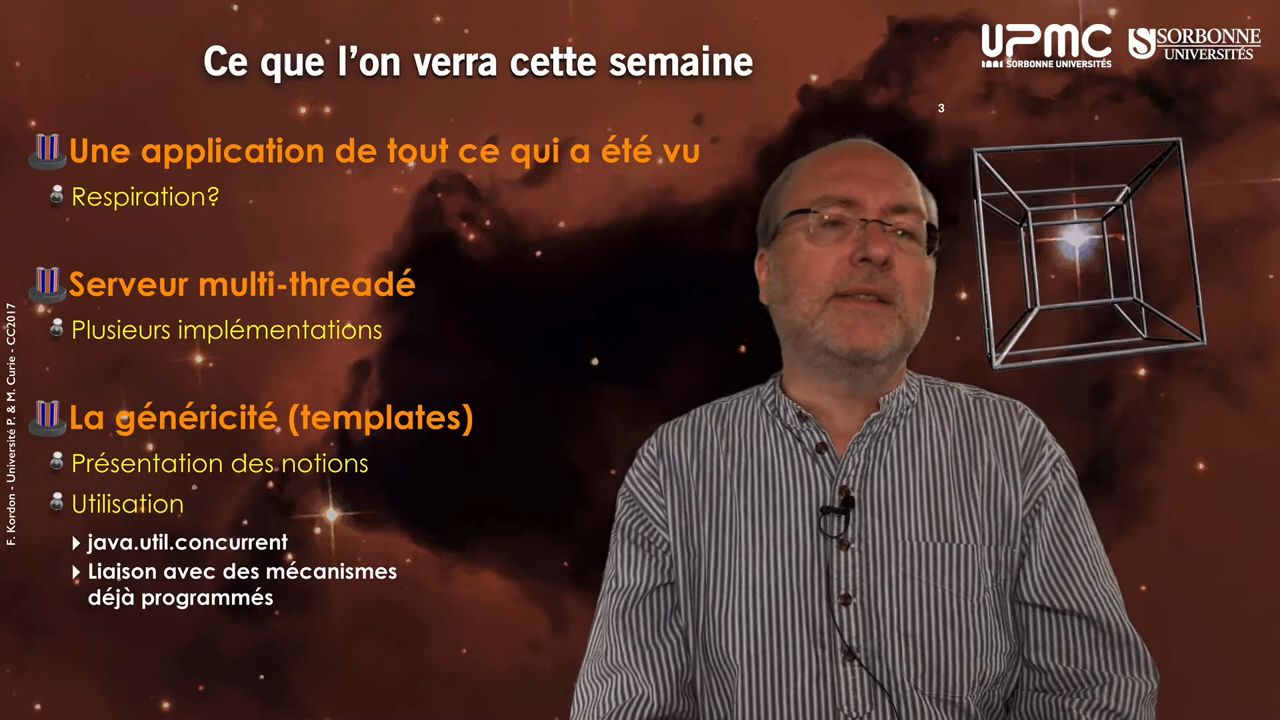 Ce que l'on verra cette semaine
UPMC
SORBONNE UNIVERSITÉS
SORBONNE
UNIVERSITÉS
3
Une application de tout ce qui a été vu
Respiration?
Serveur multi-threadé
Plusieurs implémentations
La généricité (templates)
Présentation des notions
Utilisation
java.util.concurrent
Liaison avec des mécanismes
déjà programmés
F. Kordon - Université P. & M. Curie - CC2017